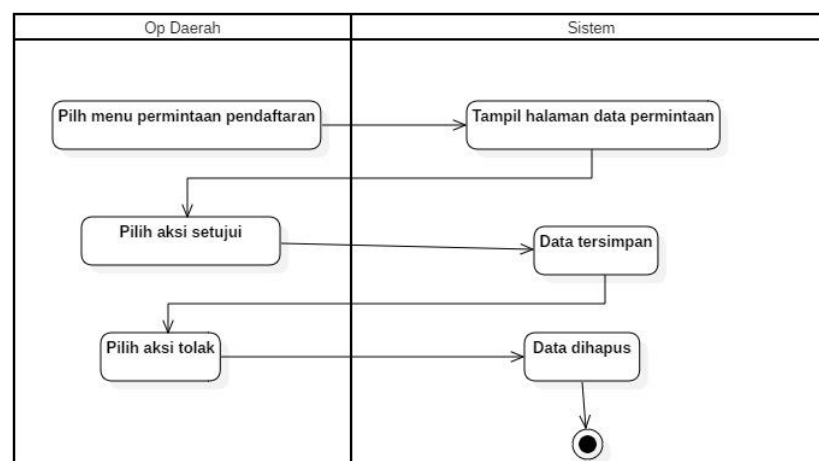 Op Daerah
Sistem
Pilh menu permintaan pendaftaran
Tampil halaman data permintaan
Pilih aksi setujui
Data tersimpan
Pilih aksi tolak
Data dihapus